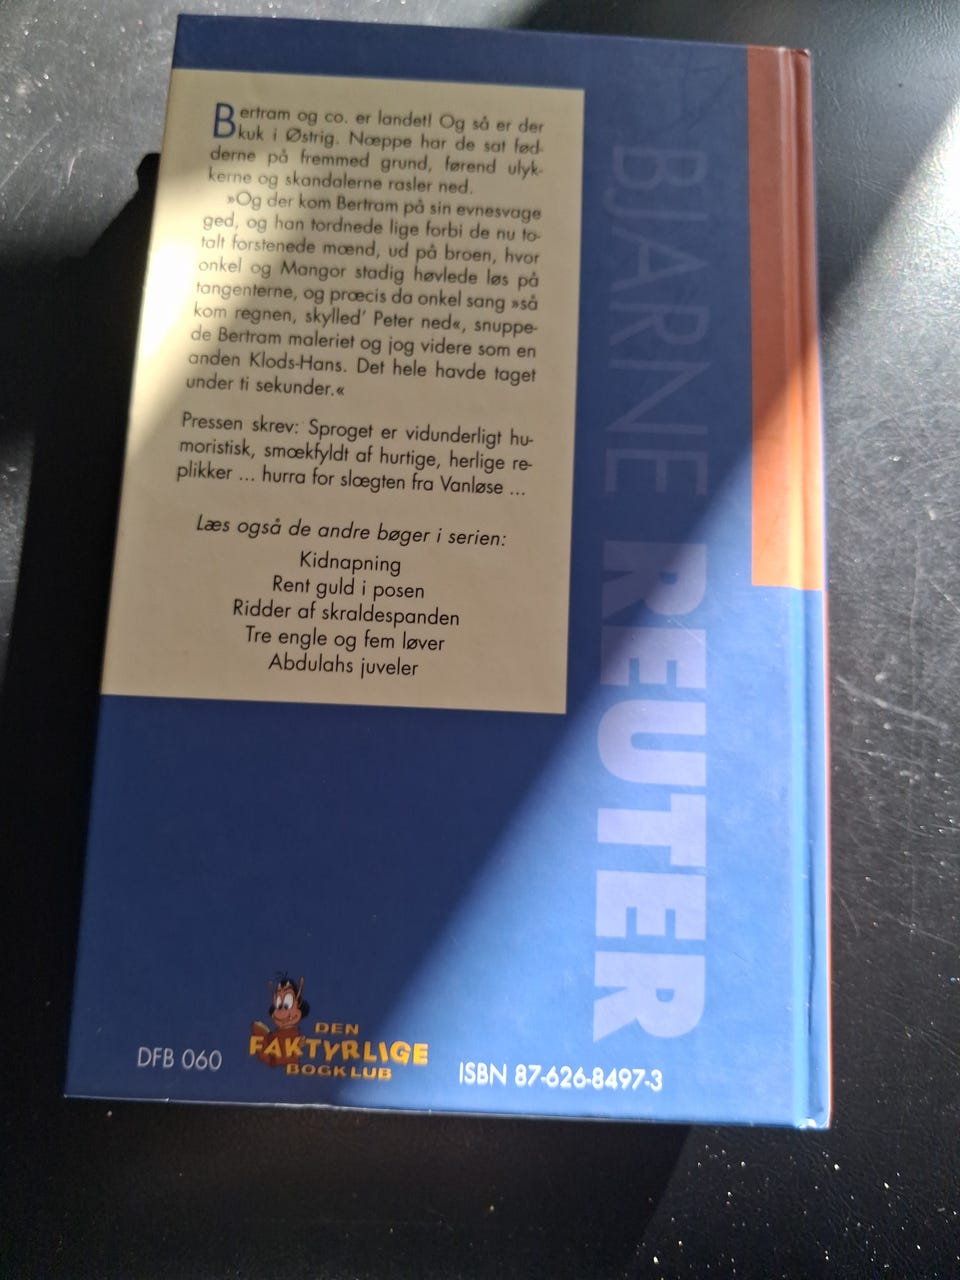 Bertram og co. er landet! Og så er der
kuk i Østrig. Næppe har de sat fød-
derne på fremmed grund, førend ulyk-
kerne og skandalerne rasler ned.
»Og der kom Bertram på sin evnesvage
ged, og han tordnede lige forbi de nu to-
talt forstenede mænd, ud på broen, hvor
onkel og Mangor stadig høvlede løs på
tangenterne, og præcis da onkel sang »så
kom regnen, skylled' Peter ned«, snuppe-
de Bertram maleriet og jog videre som en
anden Klods-Hans. Det hele havde taget
under ti sekunder.«
Pressen skrev: Sproget er vidunderligt hu-
moristisk, smækfyldt af hurtige, herlige re-
plikker ... hurra for slægten fra Vanløse ...
Læs også de andre bøger i serien:
Kidnapning
Rent guld i posen
Ridder af skraldespanden
Tre engle og fem løver
Abdulahs juveler
BJARNE REUTER
DFB 060
DEN
FAKTYRLIGE
BOGKLUB
ISBN 87-626-8497-3